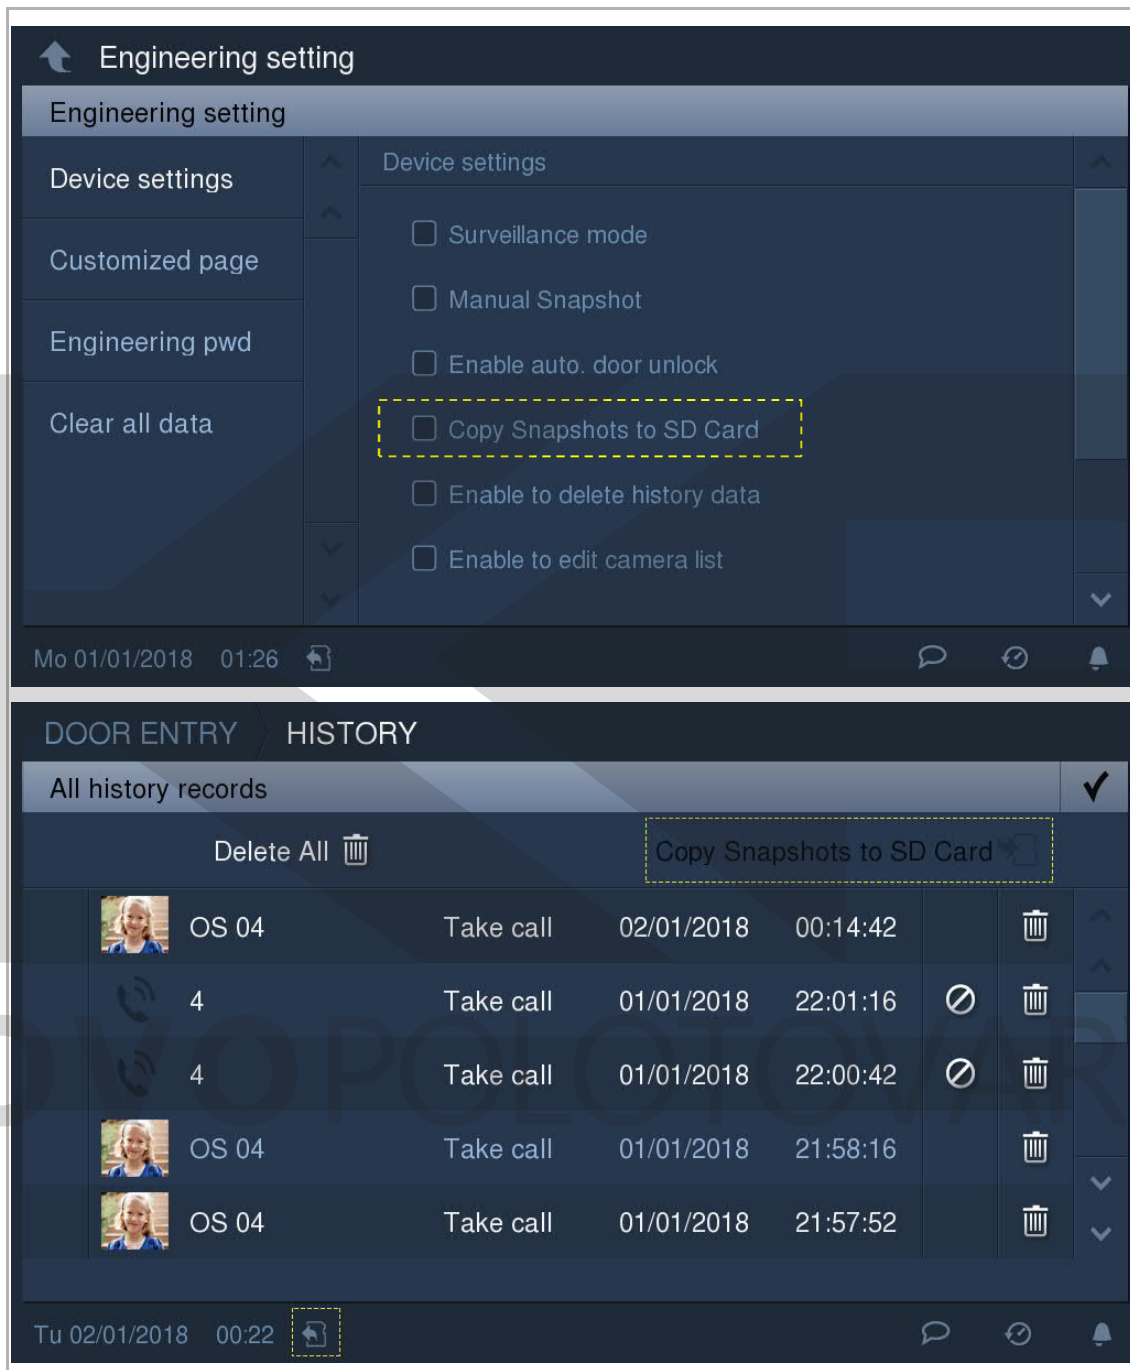 Engineering setting
Engineering setting
Device settings
Device settings
Surveillance mode
Customized page
Manual Snapshot
Engineering pwd
Enable auto. door unlock
Clear all data
Copy Snapshots to SD Card
Enable to delete history data
Enable to edit camera list
Mo 01/01/2018 01:26
DOOR ENTRY HISTORY
All history records
Delete All Copy Snapshots to SD Card
OS 04 Take call 02/01/2018 00:14:42
4 Take call 01/01/2018 22:01:16
4 Take call 01/01/2018 22:00:42
OS 04 Take call 01/01/2018 21:58:16
OS 04 Take call 01/01/2018 21:57:52
Tu 02/01/2018 00:22